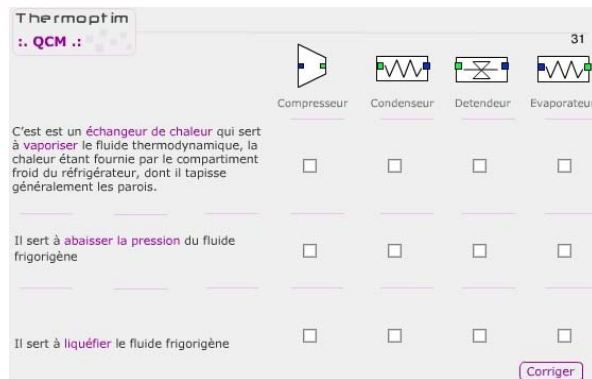 Thermoptim
:. QCM .:
31
Compresseur Condenseur Detendeur Evaporateur
C'est est un échangeur de chaleur qui sert
à vaporiser le fluide thermodynamique, la
chaleur étant fournie par le compartiment
froid du réfrigérateur, dont il tapisse
généralement les parois.
Il sert à abaisser la pression du fluide
frigorigène
Il sert à liquéfier le fluide frigorigène
Corriger